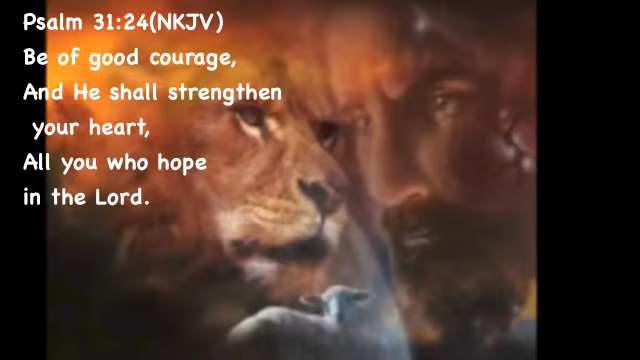 Psalm 31:24(NKJV)
Be of good courage,
And He shall strengthen
your heart,
All you who hope
in the Lord.